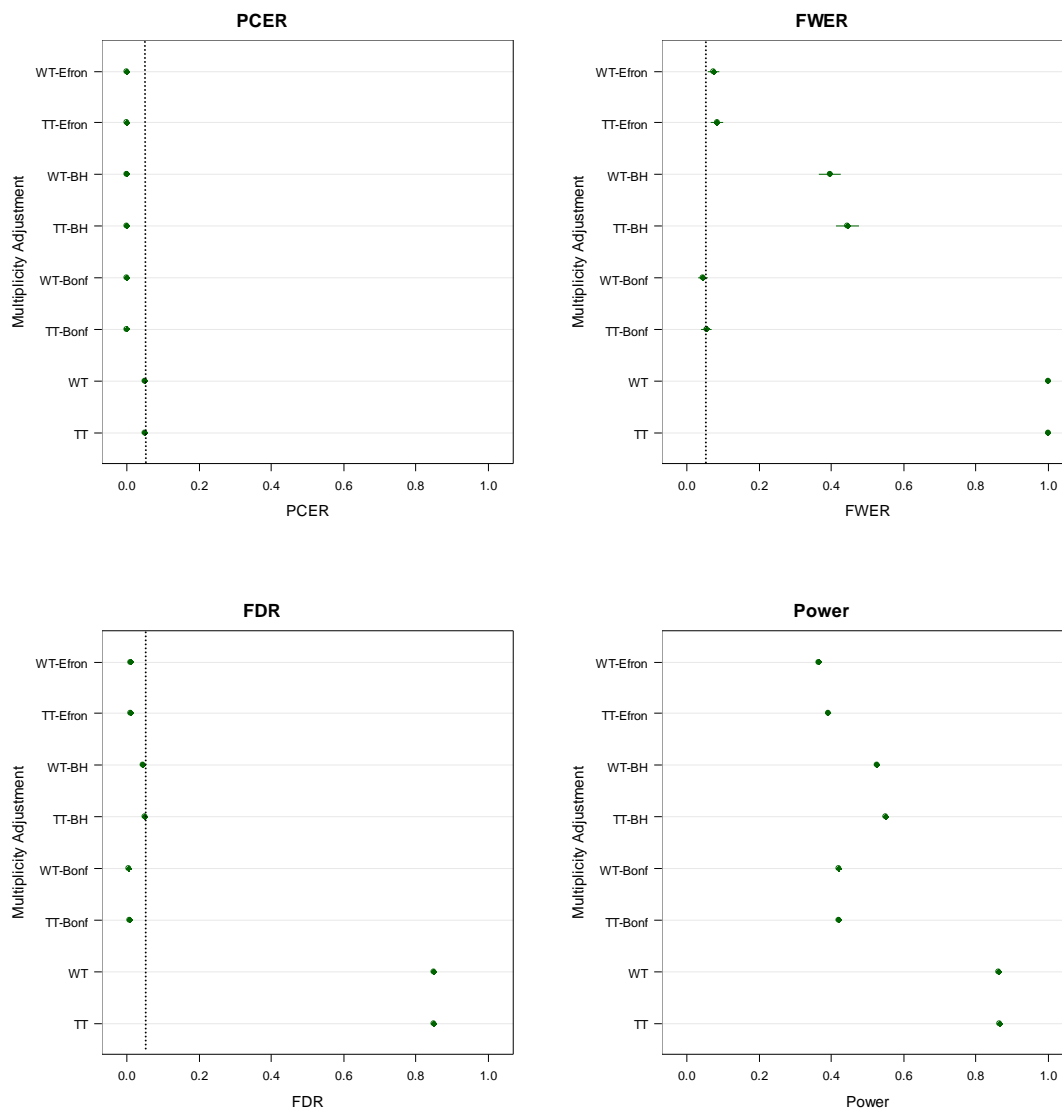 PCER
Multiplicity Adjustment
WT-Efron
TT-Efron
WT-BH
TT-BH
WT-Bonf
TT-Bonf
WT
TT
0.0 0.2 0.4 0.6 0.8 1.0
PCER
FWER
Multiplicity Adjustment
WT-Efron
TT-Efron
WT-BH
TT-BH
WT-Bonf
TT-Bonf
WT
TT
0.0 0.2 0.4 0.6 0.8 1.0
FWER
FDR
Multiplicity Adjustment
WT-Efron
TT-Efron
WT-BH
TT-BH
WT-Bonf
TT-Bonf
WT
TT
0.0 0.2 0.4 0.6 0.8 1.0
FDR
Power
Multiplicity Adjustment
WT-Efron
TT-Efron
WT-BH
TT-BH
WT-Bonf
TT-Bonf
WT
TT
0.0 0.2 0.4 0.6 0.8 1.0
Power